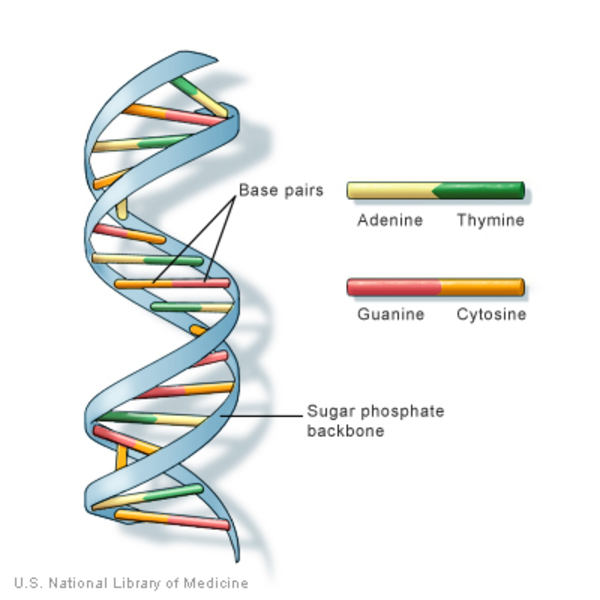 Base pairs
Adenine Thymine
Guanine Cytosine
Sugar phosphate
backbone
U.S. National Library of Medicine